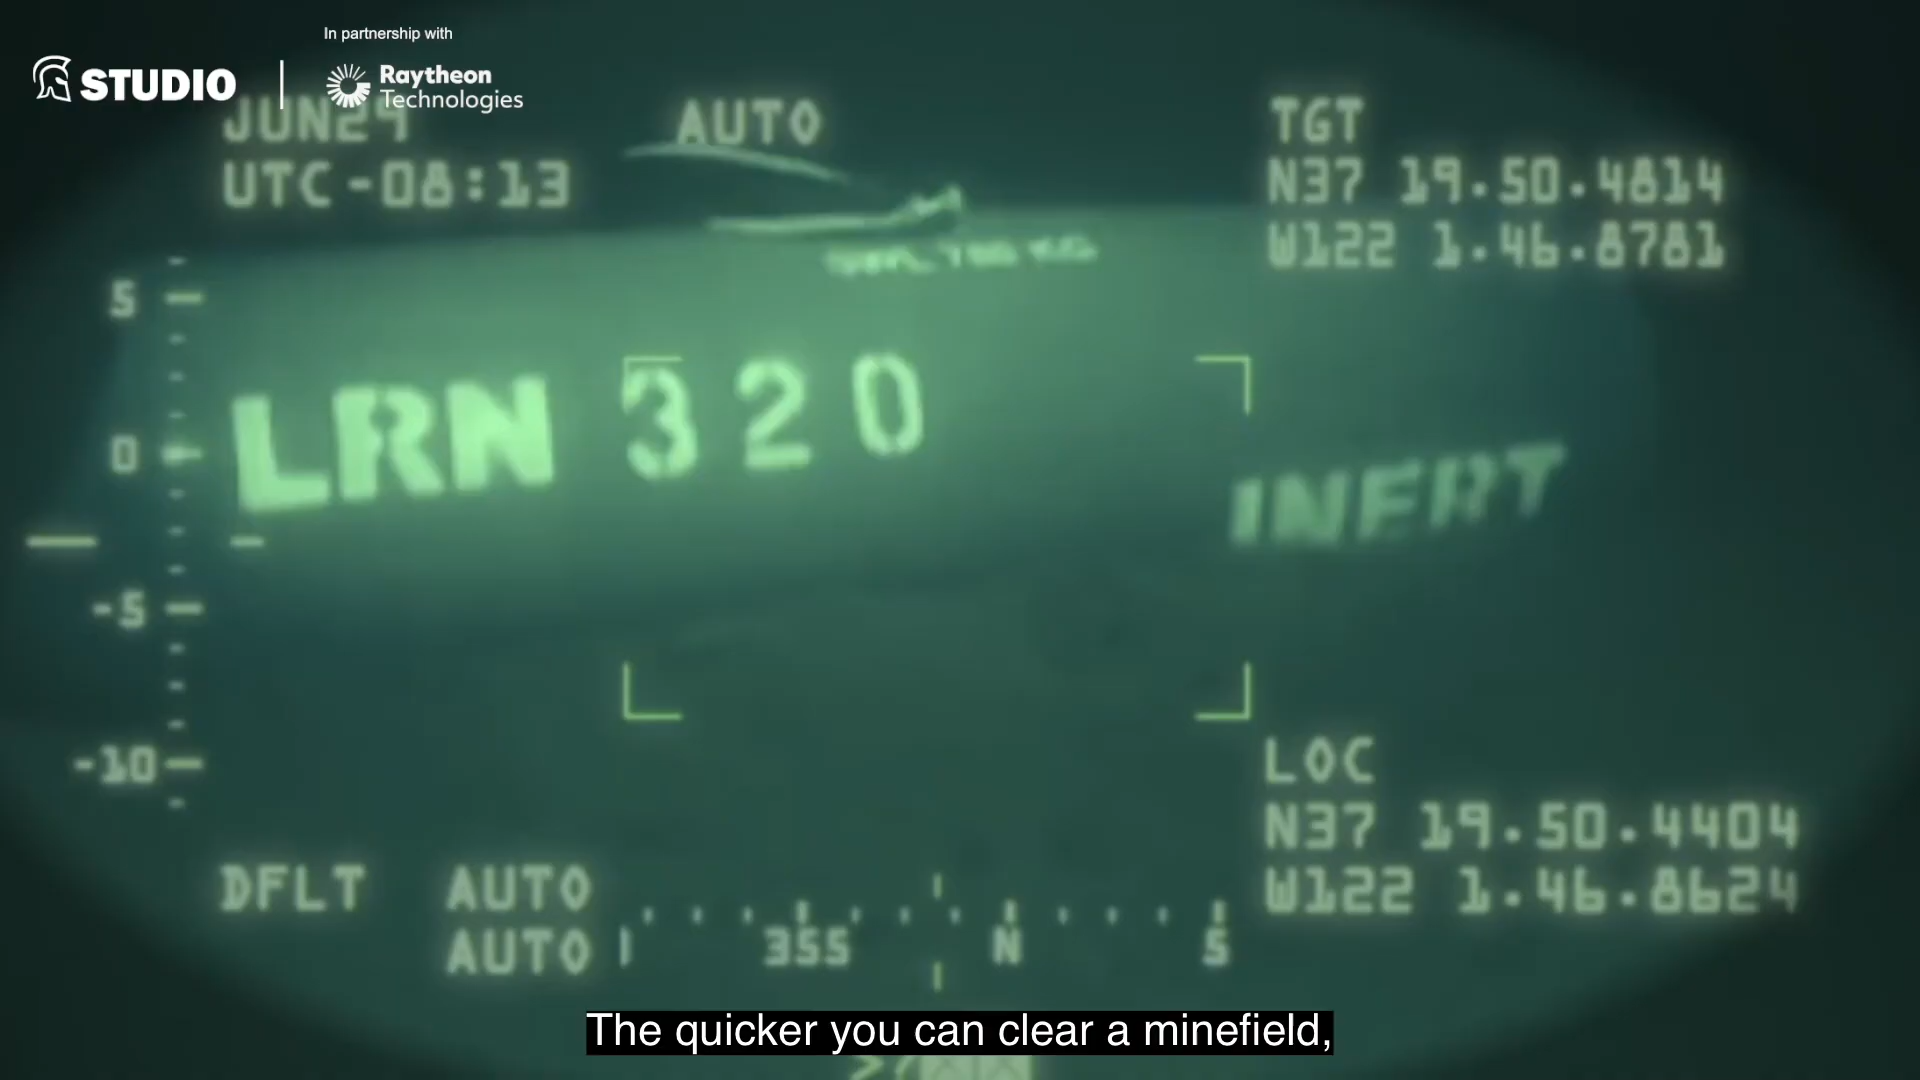 In partnership with
STUDIO
Raytheon
Technologies
JUN29
AUTO
TGT
UTC-08:13
N37 19.50.4814
W122 1.46.8781
5
LRN 320
0
INERT
-5
-10
LOC
N37 19.50.4404
DFLT
AUTO
W122 1.46.8624
AUTO
355
N
5
The quicker you can clear a minefield,